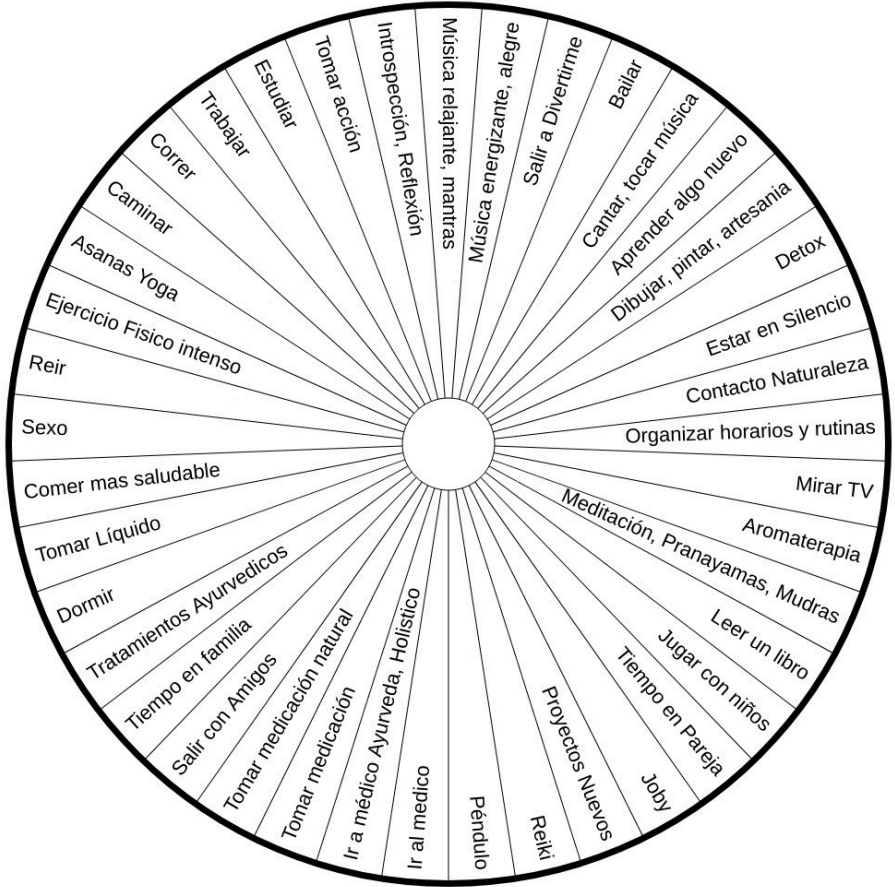 Música relajante, mantras
Música energizante, alegre
Salir a Divertirme
Bailar
Cantar, tocar música
Aprender algo nuevo
Dibujar, pintar, artesania
Detox
Estar en Silencio
Contacto Naturaleza
Organizar horarios y rutinas
Mirar TV
Aromaterapia
Meditación, Pranayamas, Mudras
Leer un libro
Jugar con niños
Tiempo en Pareja
Joby
Proyectos Nuevos
Reiki
Péndulo
Ir al medico
Ir a médico Ayurveda, Holistico
Tomar medicación
Tomar medicación natural
Salir con Amigos
Tiempo en familia
Tratamientos Ayurvedicos
Dormir
Tomar Líquido
Comer mas saludable
Sexo
Reir
Ejercicio Fisico intenso
Asanas Yoga
Caminar
Correr
Trabajar
Estudiar
Tomar acción
Introspección, Reflexión